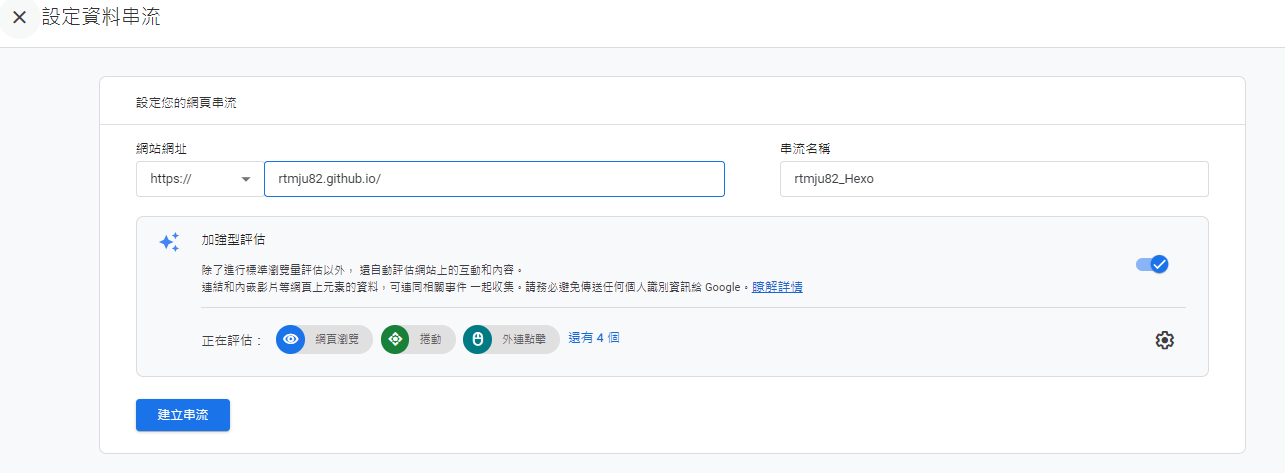 設定資料串流
設定您的網頁串流
網站網址
串流名稱
https://
rtmju82.github.io/
rtmju82_Hexo
加強型評估
除了進行標準瀏覽量評估以外， 還自動評估網站上的互動和內容。
連結和內嵌影片等網頁上元素的資料，可連同相關事件 一起收集。請務必避免傳送任何個人識別資訊給 Google。瞭解詳情
正在評估： 網頁瀏覽 捲動 外連點擊 還有 4 個
建立串流